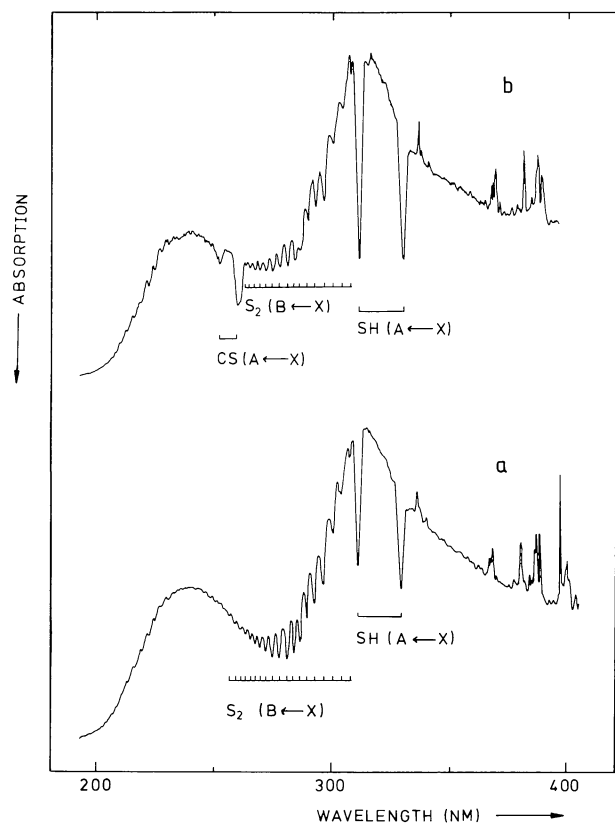 b
ABSORPTION
S₂ (B ← X)
SH (A ← X)
CS (A ← X)
a
SH (A ← X)
S₂ (B ← X)
200 300 400
WAVELENGTH (NM)